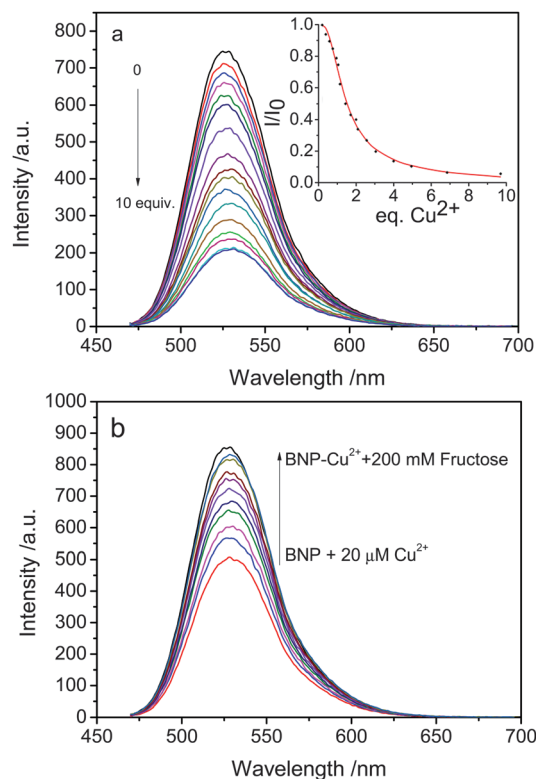 a
800
700
600
500
400
300
200
100
0
Intensity /a.u.
0
10 equiv.
1.0
0.8
0.6
0.4
0.2
0.0
I/I0
0 2 4 6 8 10
eq. Cu2+
450 500 550 600 650 700
Wavelength /nm
b
1000
900
800
700
600
500
400
300
200
100
0
Intensity /a.u.
BNP-Cu2++200 mM Fructose
BNP + 20 μM Cu2+
450 500 550 600 650 700
Wavelength /nm